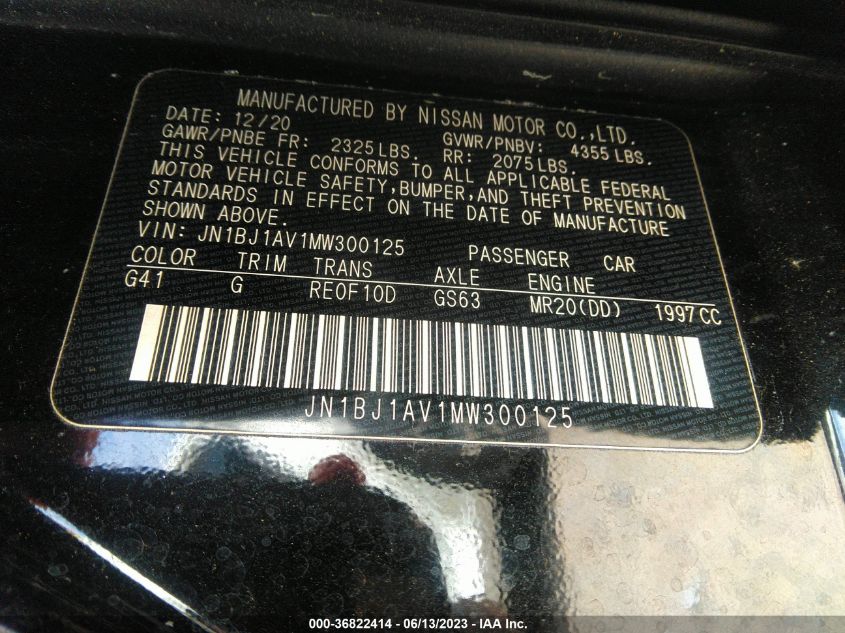 MANUFACTURED BY NISSAN MOTOR CO.,LTD.
DATE: 12/20
GAWR/PNBE FR: 2325 LBS. GVWR/PNBV: 4355 LBS.
RR: 2075 LBS.
THIS VEHICLE CONFORMS TO ALL APPLICABLE FEDERAL
MOTOR VEHICLE SAFETY,BUMPER,AND THEFT PREVENTION
STANDARDS IN EFFECT ON THE DATE OF MANUFACTURE
SHOWN ABOVE.
VIN: JN1BJ1AV1MW300125 PASSENGER CAR
COLOR TRIM TRANS AXLE ENGINE
G41 G RE0F10D GS63 MR20(DD) 1997CC
JN1BJ1AV1MW300125
000-36822414 - 06/13/2023 - IAA Inc.